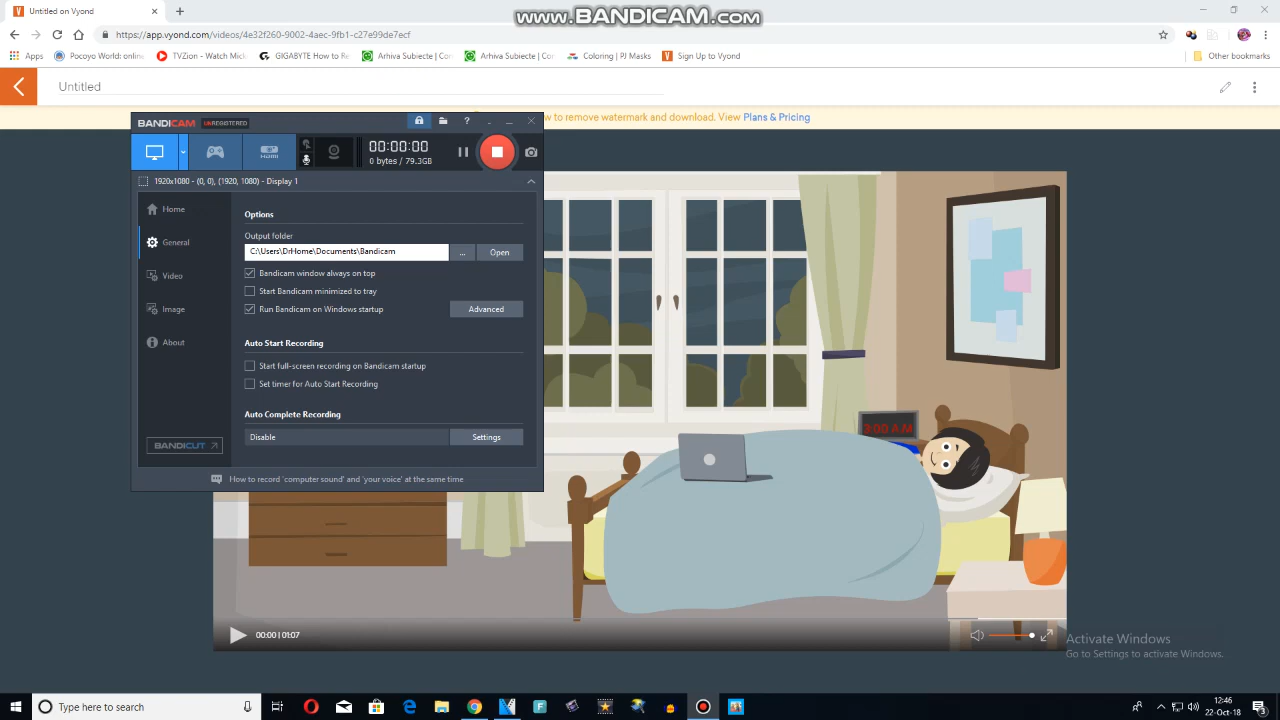 Untitled on Vyond
www.BANDICAM.com
https://app.vyond.com/videos/4e32f260-9002-4aec-9fb1-c27e99de7ecf
Apps
Pocoyo World: online
TVZion - Watch Mick
GIGABYTE How to Re
Arhiva Subiecte | Con
Arhiva Subiecte | Con
Coloring | PJ Masks
Sign Up to Vyond
Other bookmarks
Untitled
ow to remove watermark and download. View Plans & Pricing
BANDICAM UNREGISTERED
HDMI
00:00:00
0 bytes / 79.3GB
1920x1080 - (0, 0), (1920, 1080) - Display 1
Home
General
Video
Image
About
BANDICUT
Options
Output folder
C:\Users\DrHome\Documents\Bandicam
...
Open
Bandicam window always on top
Start Bandicam minimized to tray
Run Bandicam on Windows startup
Advanced
Auto Start Recording
Start full-screen recording on Bandicam startup
Set timer for Auto Start Recording
Auto Complete Recording
Disable
Settings
How to record 'computer sound' and 'your voice' at the same time
3:00 A M
00:00 | 01:07
Activate Windows
Go to Settings to activate Windows.
Type here to search
12:46
22-Oct-18